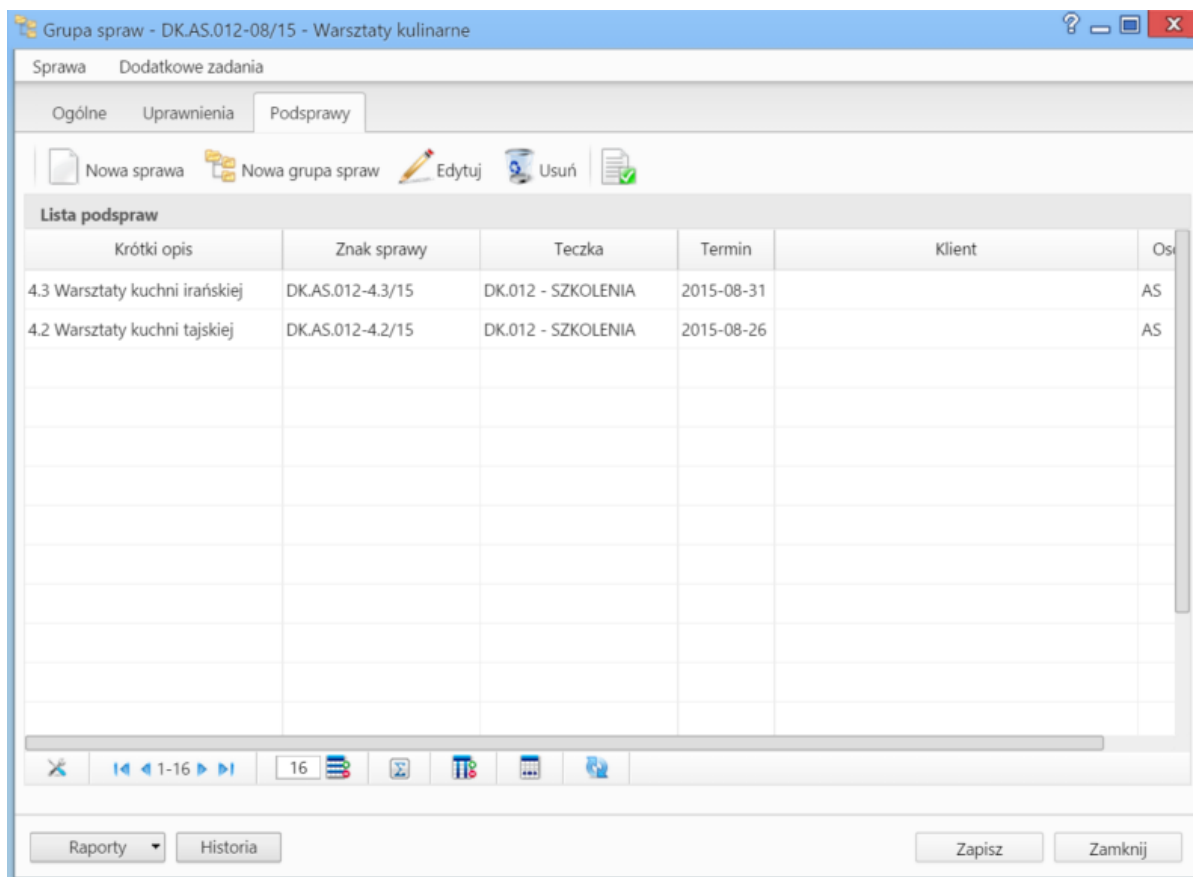 Grupa spraw - DK.AS.012-08/15 - Warsztaty kulinarne
Sprawa Dodatkowe zadania
Ogólne Uprawnienia Podsprawy
Nowa sprawa Nowa grupa spraw Edytuj Usuń
Lista podspraw
Krótki opis Znak sprawy Teczka Termin Klient
4.3 Warsztaty kuchni irańskiej DK.AS.012-4.3/15 DK.012 - SZKOLENIA 2015-08-31 AS
4.2 Warsztaty kuchni tajskiej DK.AS.012-4.2/15 DK.012 - SZKOLENIA 2015-08-26 AS
1-16 16
Raporty Historia Zapisz Zamknij